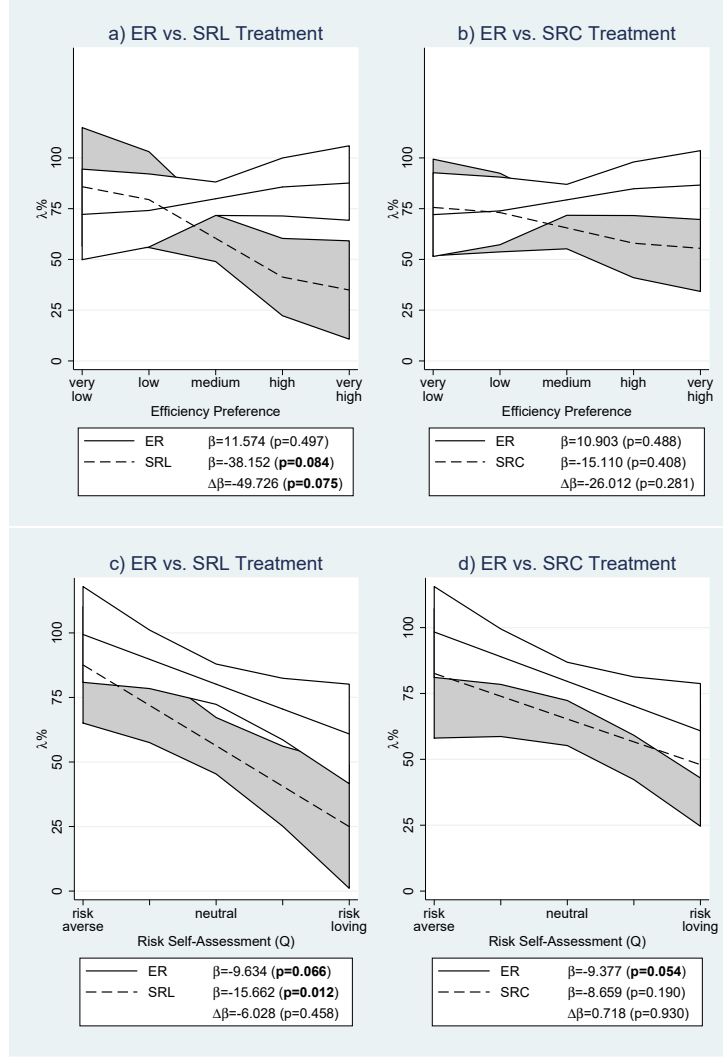 a) ER vs. SRL Treatment
λ%
100
75
50
25
0
very low
low
medium
high
very high
Efficiency Preference
ER β=11.574 (p=0.497)
SRL β=-38.152 (p=0.084)
Δβ=-49.726 (p=0.075)
b) ER vs. SRC Treatment
λ%
100
75
50
25
0
very low
low
medium
high
very high
Efficiency Preference
ER β=10.903 (p=0.488)
SRC β=-15.110 (p=0.408)
Δβ=-26.012 (p=0.281)
c) ER vs. SRL Treatment
λ%
100
75
50
25
0
risk averse
neutral
risk loving
Risk Self-Assessment (Q)
ER β=-9.634 (p=0.066)
SRL β=-15.662 (p=0.012)
Δβ=-6.028 (p=0.458)
d) ER vs. SRC Treatment
λ%
100
75
50
25
0
risk averse
neutral
risk loving
Risk Self-Assessment (Q)
ER β=-9.377 (p=0.054)
SRC β=-8.659 (p=0.190)
Δβ=0.718 (p=0.930)